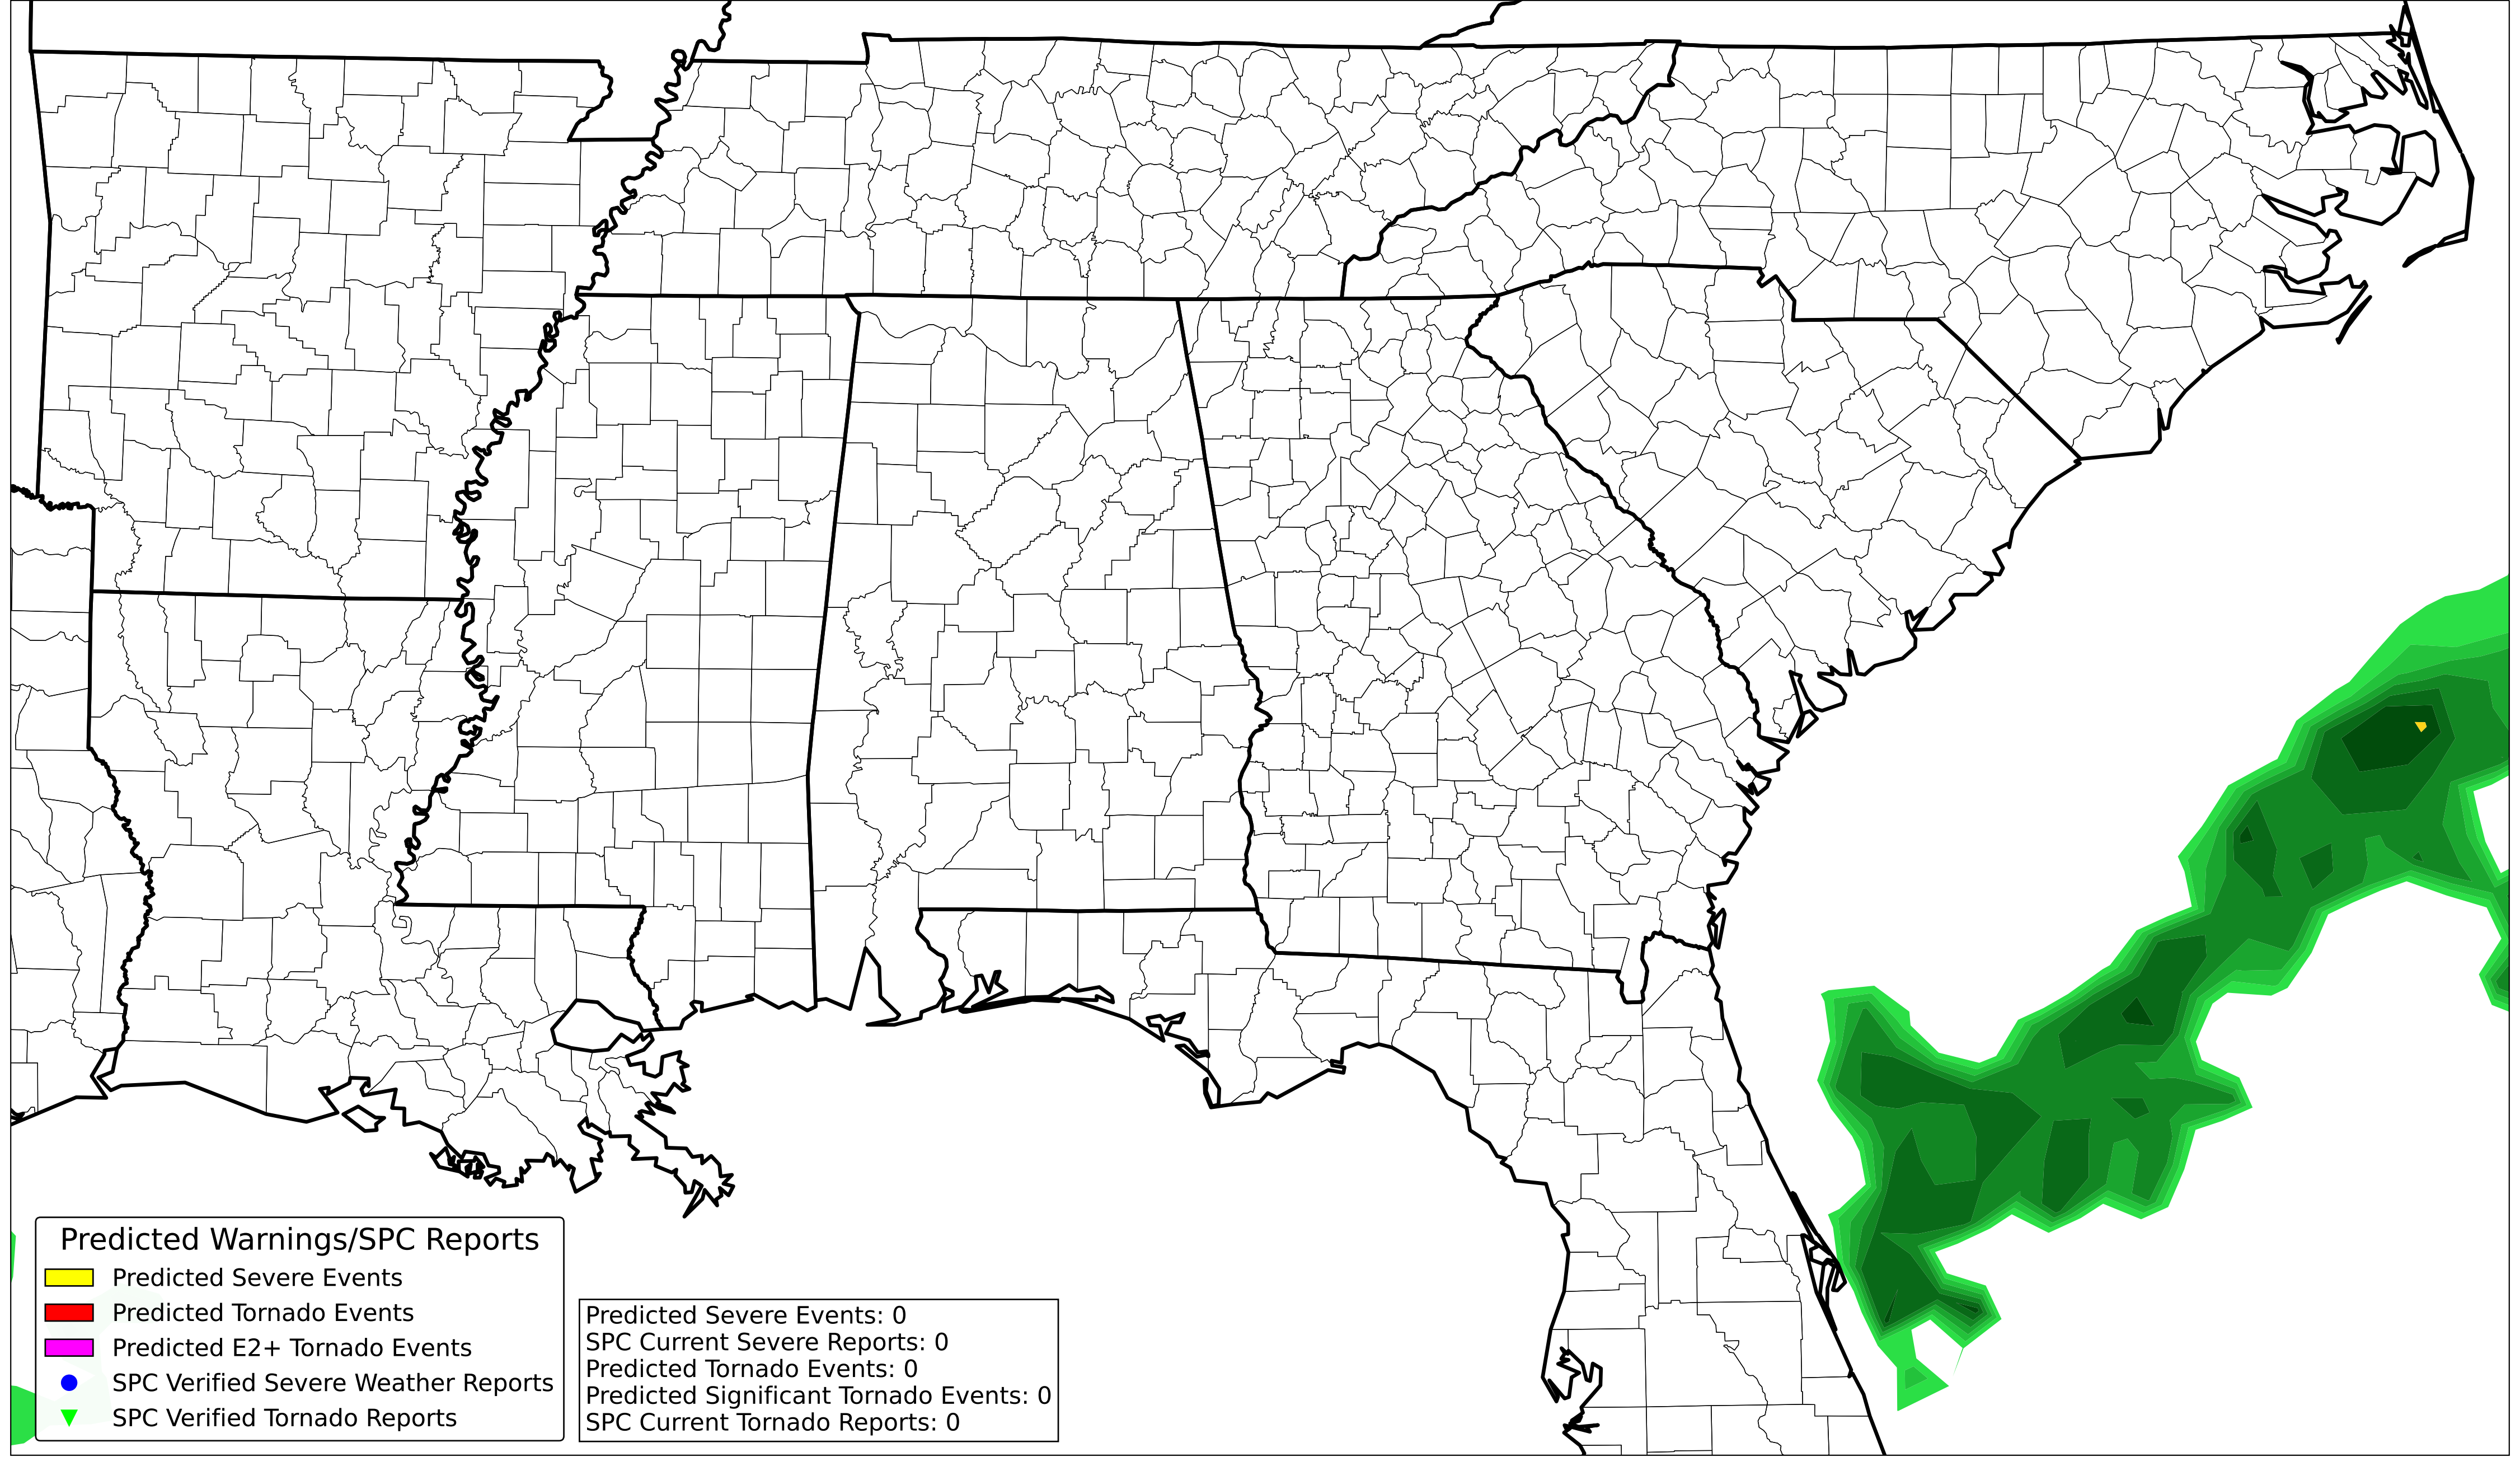 Predicted Warnings/SPC Reports
Predicted Severe Events
Predicted Tornado Events
Predicted E2+ Tornado Events
SPC Verified Severe Weather Reports
SPC Verified Tornado Reports
Predicted Severe Events: 0
SPC Current Severe Reports: 0
Predicted Tornado Events: 0
Predicted Significant Tornado Events: 0
SPC Current Tornado Reports: 0